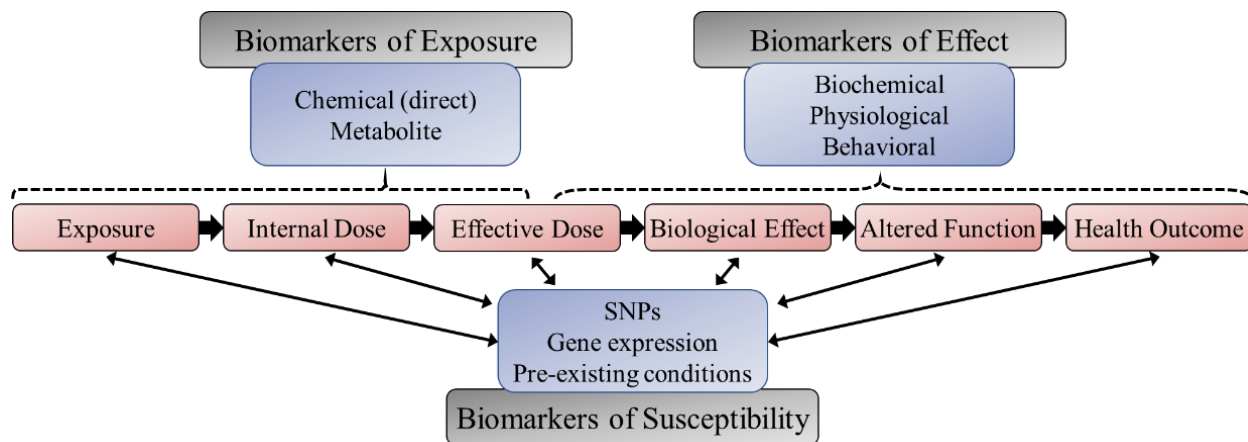 Biomarkers of Exposure
Biomarkers of Effect
Chemical (direct)
Metabolite
Biochemical
Physiological
Behavioral
Exposure
Internal Dose
Effective Dose
Biological Effect
Altered Function
Health Outcome
SNPs
Gene expression
Pre-existing conditions
Biomarkers of Susceptibility